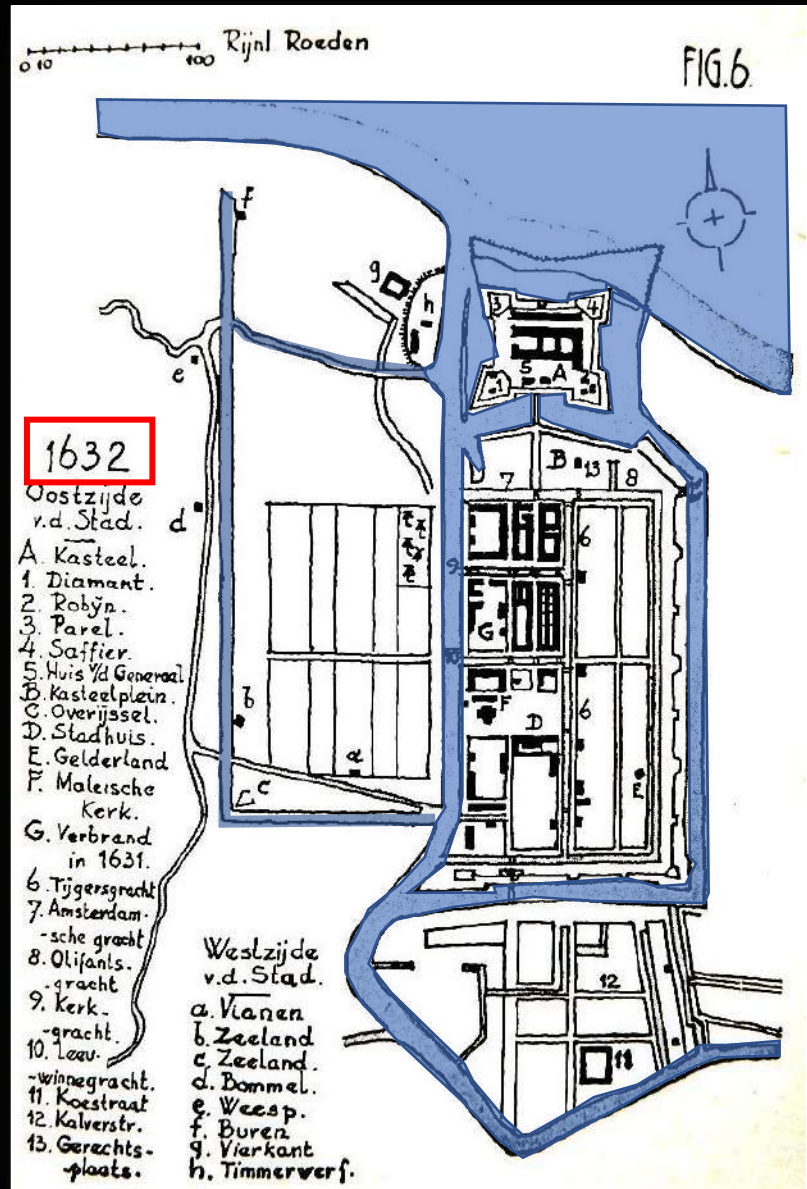 Rijnl Roeden
0 10 100
FIG.6.
f
g
h
3
4
e
5 A
1 2
1632
Oostzijde
v.d. Stad.
A. Kasteel.
1. Diamant.
2. Robÿn.
3. Parel.
4. Saffier.
5. Huis v/d Generaal
B. Kasteelplein.
C. Overijssel.
D. Stadhuis.
E. Gelderland
F. Maleische
Kerk.
G. Verbrand
in 1631.
6. Tijgersgracht
7. Amsterdam-
-sche gracht
8. Olifants-
-gracht
9. Kerk-
-gracht.
10. Leeu-
-winnegracht.
11. Koestraat
12. Kalverstr.
13. Gerechts-
-plaats.
B 13
7 8
d
6
9
G
10
b
F
6
D
a
E
c
12
11
Westzijde
v.d. Stad.
a. Vianen
b. Zeeland
c. Zeeland.
d. Bommel.
e. Weesp.
f. Buren
g. Vierkant
h. Timmerwerf.